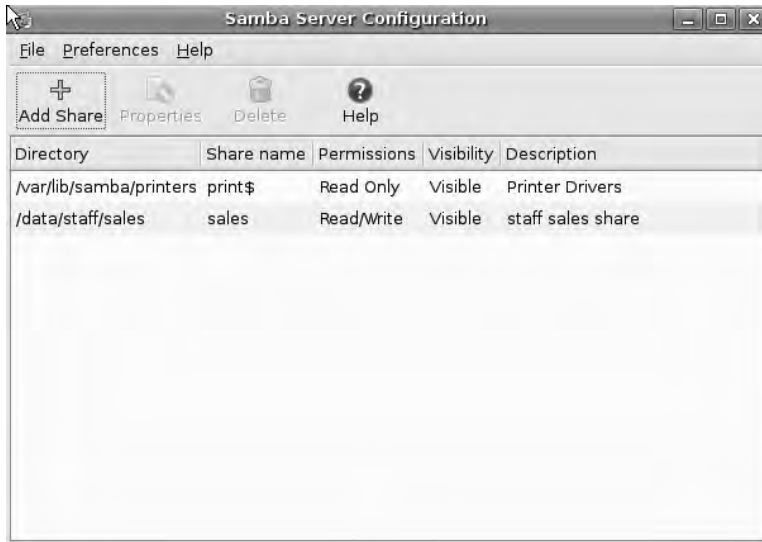 Samba Server Configuration
File Preferences Help
Add Share Properties Delete Help
Directory Share name Permissions Visibility Description
/var/lib/samba/printers print$ Read Only Visible Printer Drivers
/data/staff/sales sales Read/Write Visible staff sales share